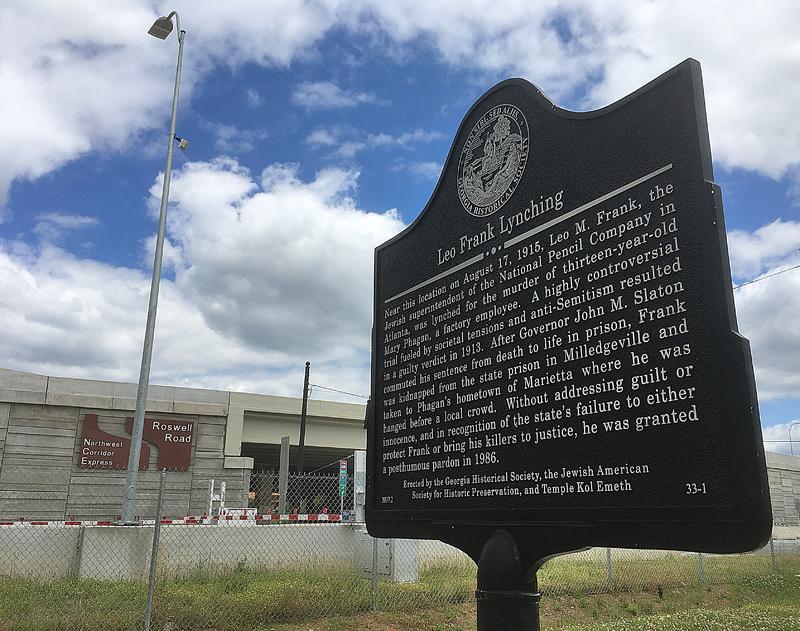 NON SIBI, SED ALIIS
GEORGIA HISTORICAL SOCIETY
Leo Frank Lynching
Near this location on August 17, 1915, Leo M. Frank, the
Jewish superintendent of the National Pencil Company in
Atlanta, was lynched for the murder of thirteen-year-old
Mary Phagan, a factory employee. A highly controversial
trial fueled by societal tensions and anti-Semitism resulted
in a guilty verdict in 1913. After Governor John M. Slaton
commuted his sentence from death to life in prison, Frank
was kidnapped from the state prison in Milledgeville and
taken to Phagan's hometown of Marietta where he was
hanged before a local crowd. Without addressing guilt or
innocence, and in recognition of the state's failure to either
protect Frank or bring his killers to justice, he was granted
a posthumous pardon in 1986.
Erected by the Georgia Historical Society, the Jewish American
Society for Historic Preservation, and Temple Kol Emeth
33-1
Roswell
Road
Northwest
Corridor
Express